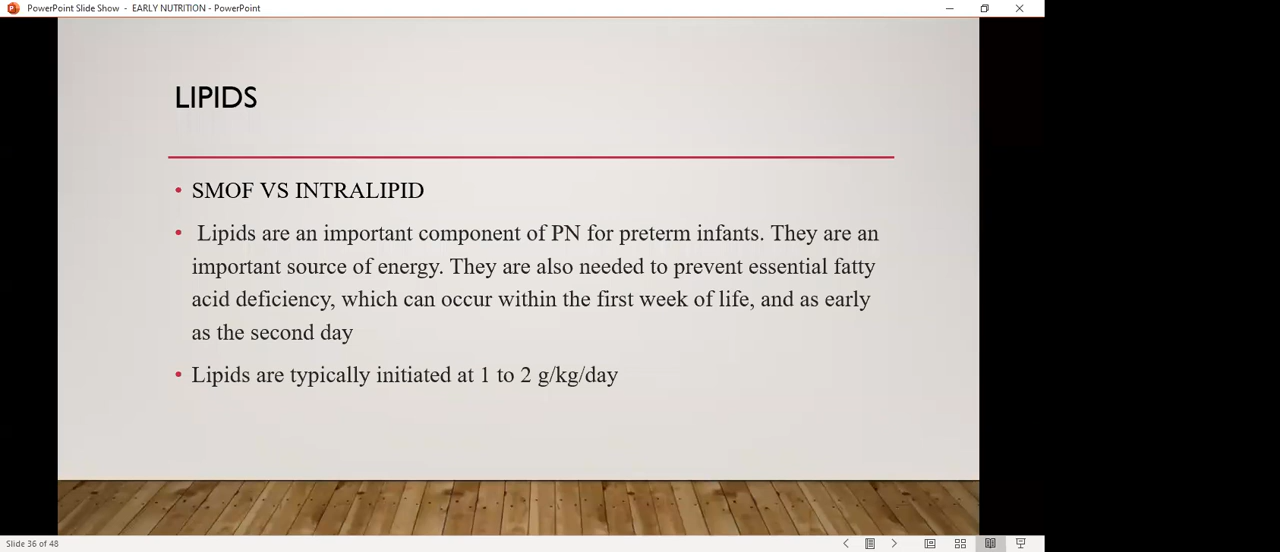 PowerPoint Slide Show - EARLY NUTRITION - PowerPoint
LIPIDS
• SMOF VS INTRALIPID
• Lipids are an important component of PN for preterm infants. They are an
important source of energy. They are also needed to prevent essential fatty
acid deficiency, which can occur within the first week of life, and as early
as the second day
• Lipids are typically initiated at 1 to 2 g/kg/day
Slide 36 of 48